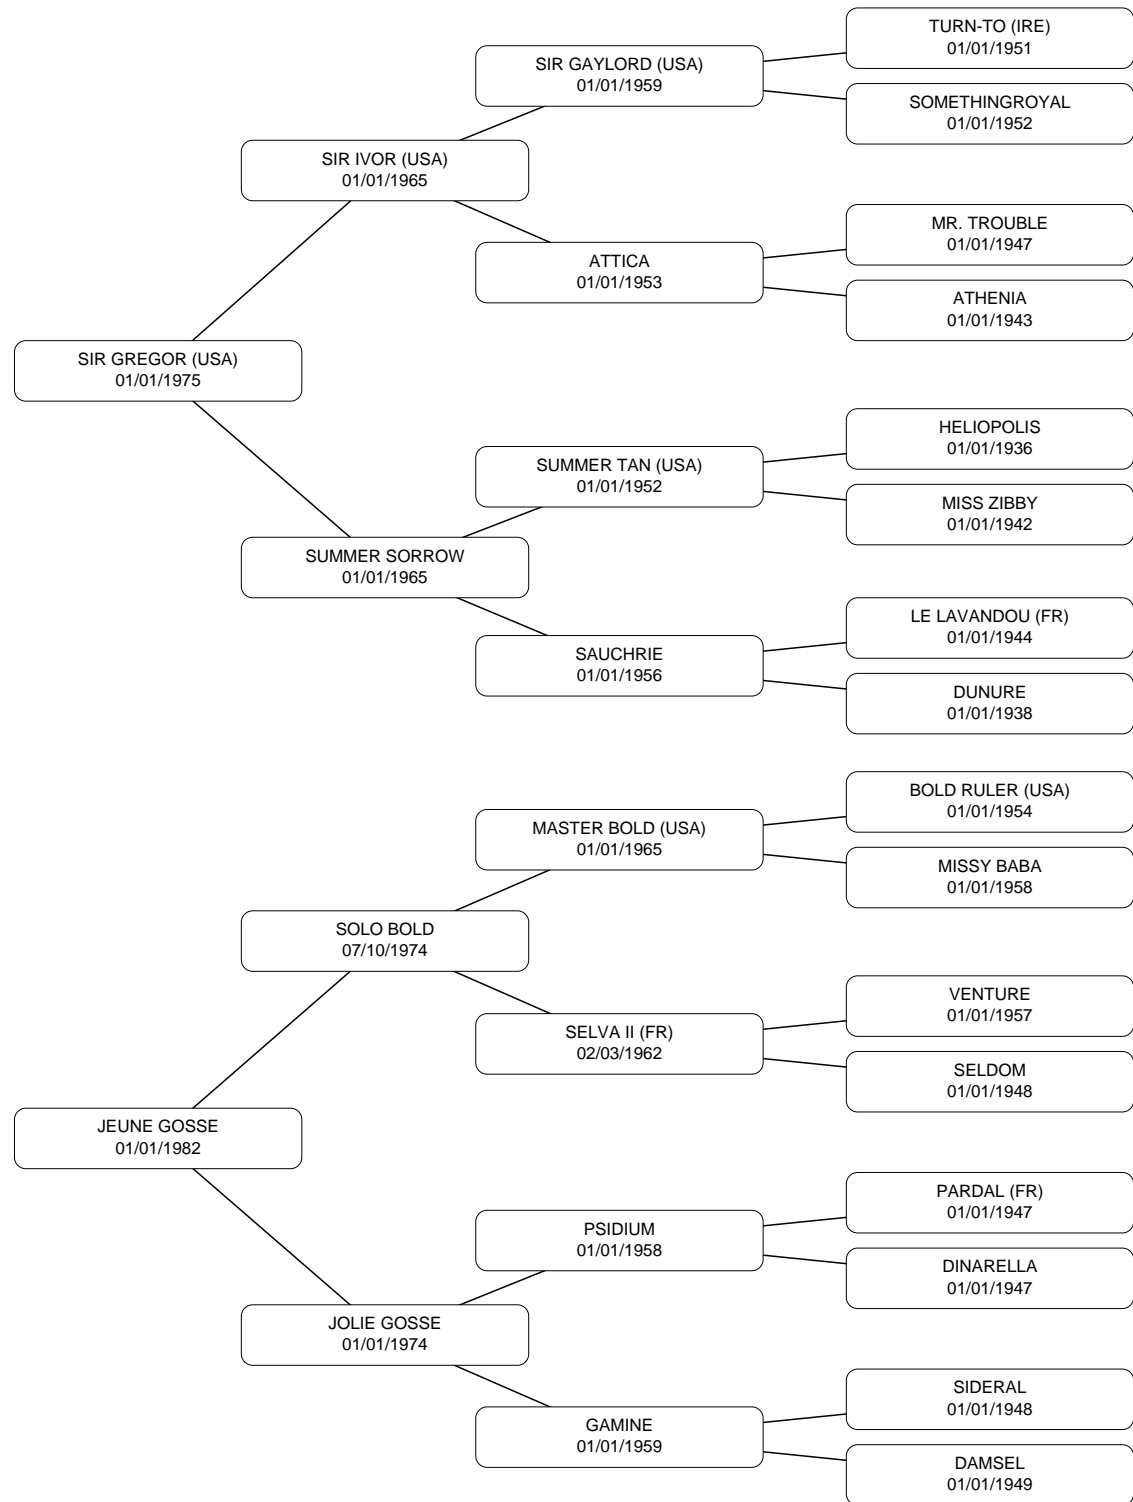 TURN-TO (IRE)
01/01/1951
SIR GAYLORD (USA)
01/01/1959
SOMETHINGROYAL
01/01/1952
SIR IVOR (USA)
01/01/1965
MR. TROUBLE
01/01/1947
ATTICA
01/01/1953
ATHENIA
01/01/1943
SIR GREGOR (USA)
01/01/1975
HELIOPOLIS
01/01/1936
SUMMER TAN (USA)
01/01/1952
MISS ZIBBY
01/01/1942
SUMMER SORROW
01/01/1965
LE LAVANDOU (FR)
01/01/1944
SAUCHRIE
01/01/1956
DUNURE
01/01/1938
BOLD RULER (USA)
01/01/1954
MASTER BOLD (USA)
01/01/1965
MISSY BABA
01/01/1958
SOLO BOLD
07/10/1974
VENTURE
01/01/1957
SELVA II (FR)
02/03/1962
SELDOM
01/01/1948
JEUNE GOSSE
01/01/1982
PARDAL (FR)
01/01/1947
PSIDIUM
01/01/1958
DINARELLA
01/01/1947
JOLIE GOSSE
01/01/1974
SIDERAL
01/01/1948
GAMINE
01/01/1959
DAMSEL
01/01/1949